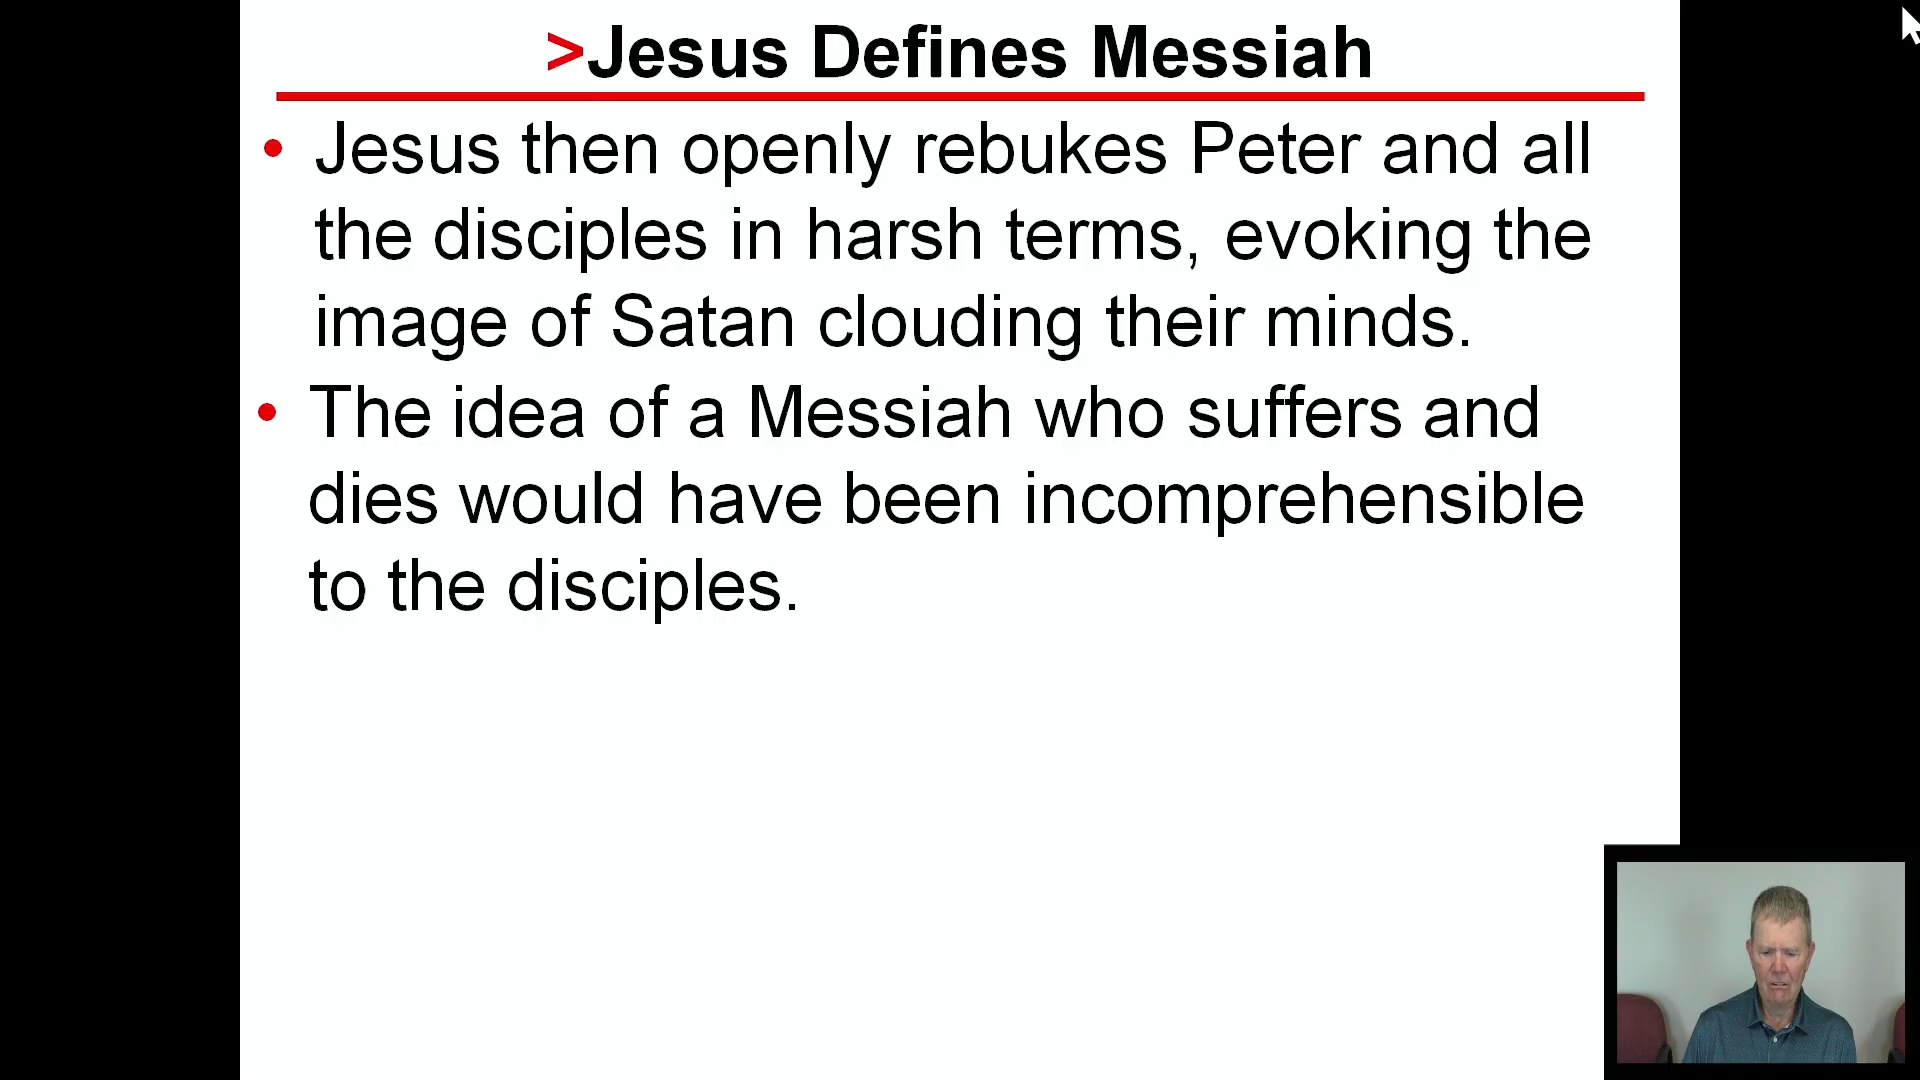 >Jesus Defines Messiah
• Jesus then openly rebukes Peter and all
the disciples in harsh terms, evoking the
image of Satan clouding their minds.
• The idea of a Messiah who suffers and
dies would have been incomprehensible
to the disciples.